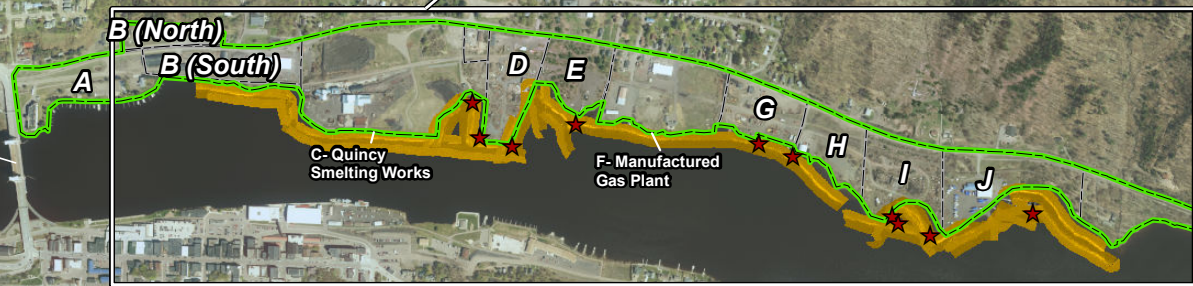 B (North)
A
B (South)
D
E
G
H
I
J
C- Quincy
Smelting Works
F- Manufactured
Gas Plant